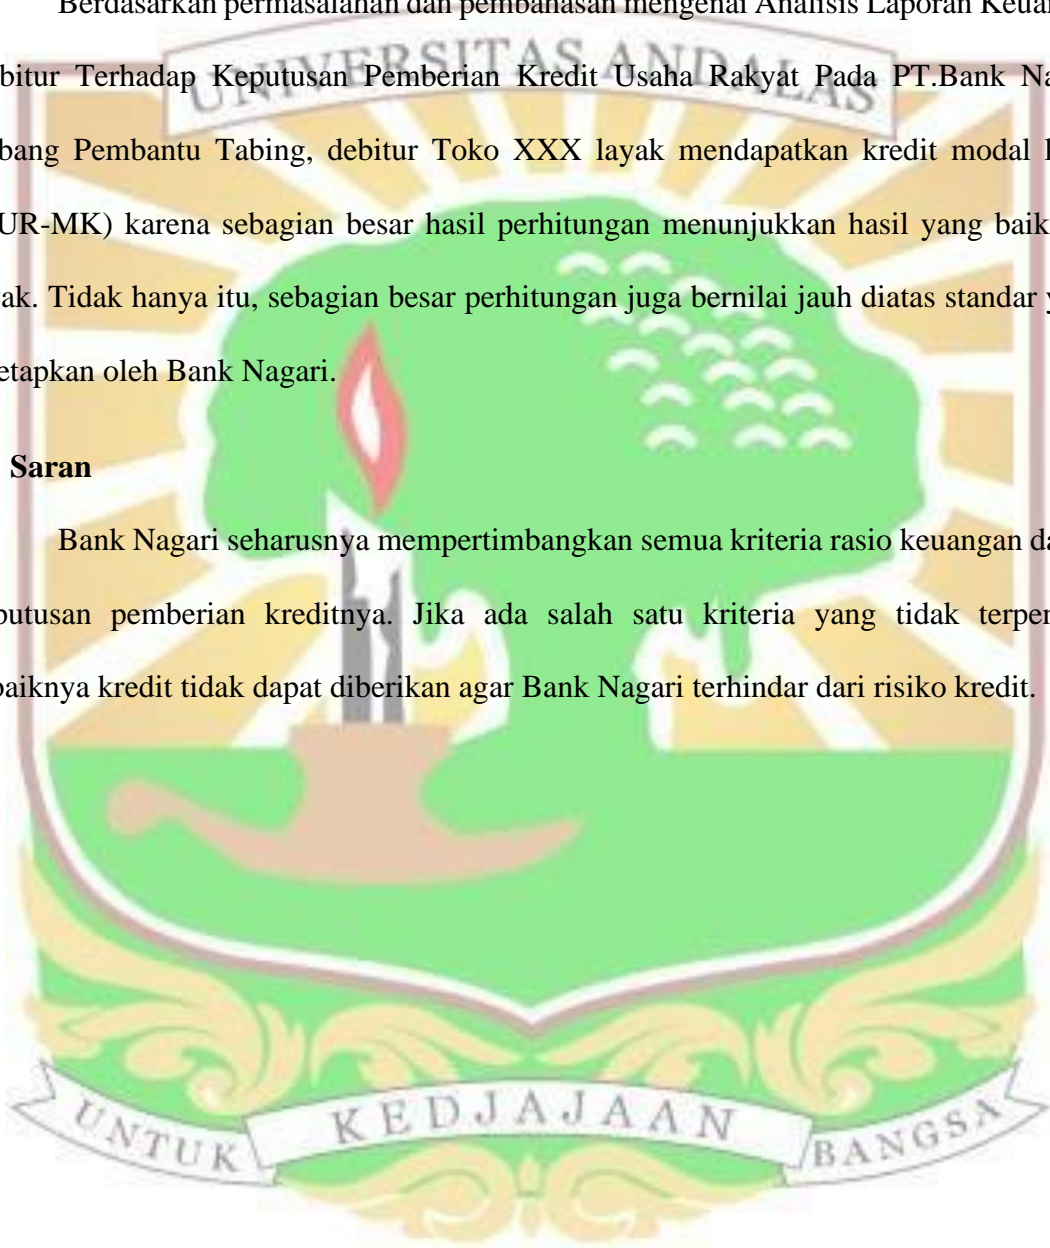 Berdasarkan permasalahan dan pembahasan mengenai Analisis Laporan Keuan
UNIVERSITAS ANDALAS
bitur Terhadap Keputusan Pemberian Kredit Usaha Rakyat Pada PT.Bank Na
bang Pembantu Tabing, debitur Toko XXX layak mendapatkan kredit modal
UR-MK) karena sebagian besar hasil perhitungan menunjukkan hasil yang baik
ak. Tidak hanya itu, sebagian besar perhitungan juga bernilai jauh diatas standar y
etapkan oleh Bank Nagari.
Saran
Bank Nagari seharusnya mempertimbangkan semua kriteria rasio keuangan da
putusan pemberian kreditnya. Jika ada salah satu kriteria yang tidak terpen
baiknya kredit tidak dapat diberikan agar Bank Nagari terhindar dari risiko kredit.
UNTUK KEDJAJAAN BANGSA